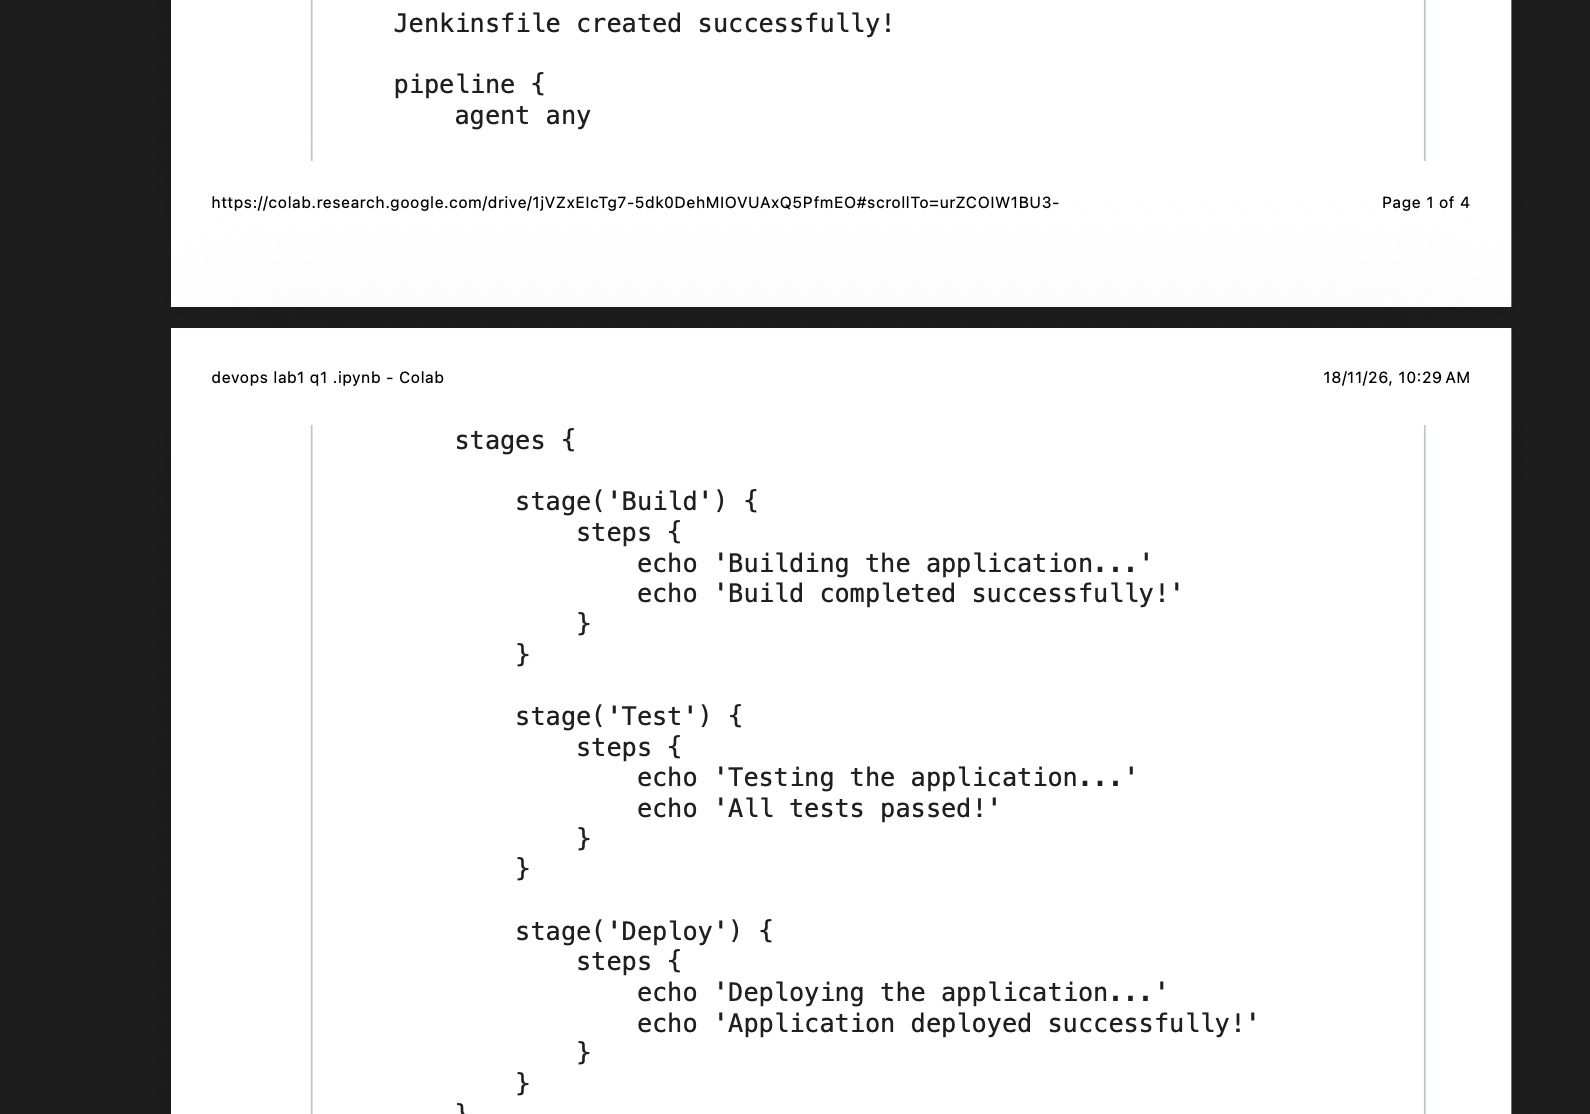 Jenkinsfile created successfully!
pipeline {
    agent any
https://colab.research.google.com/drive/1jVZxEIcTg7-5dk0DehMIOVUAxQ5PfmEO#scrollTo=urZCOIW1BU3-
Page 1 of 4
devops lab1 q1 .ipynb - Colab
18/11/26, 10:29 AM
    stages {
        stage('Build') {
            steps {
                echo 'Building the application...'
                echo 'Build completed successfully!'
            }
        }
        stage('Test') {
            steps {
                echo 'Testing the application...'
                echo 'All tests passed!'
            }
        }
        stage('Deploy') {
            steps {
                echo 'Deploying the application...'
                echo 'Application deployed successfully!'
            }
        }
    }